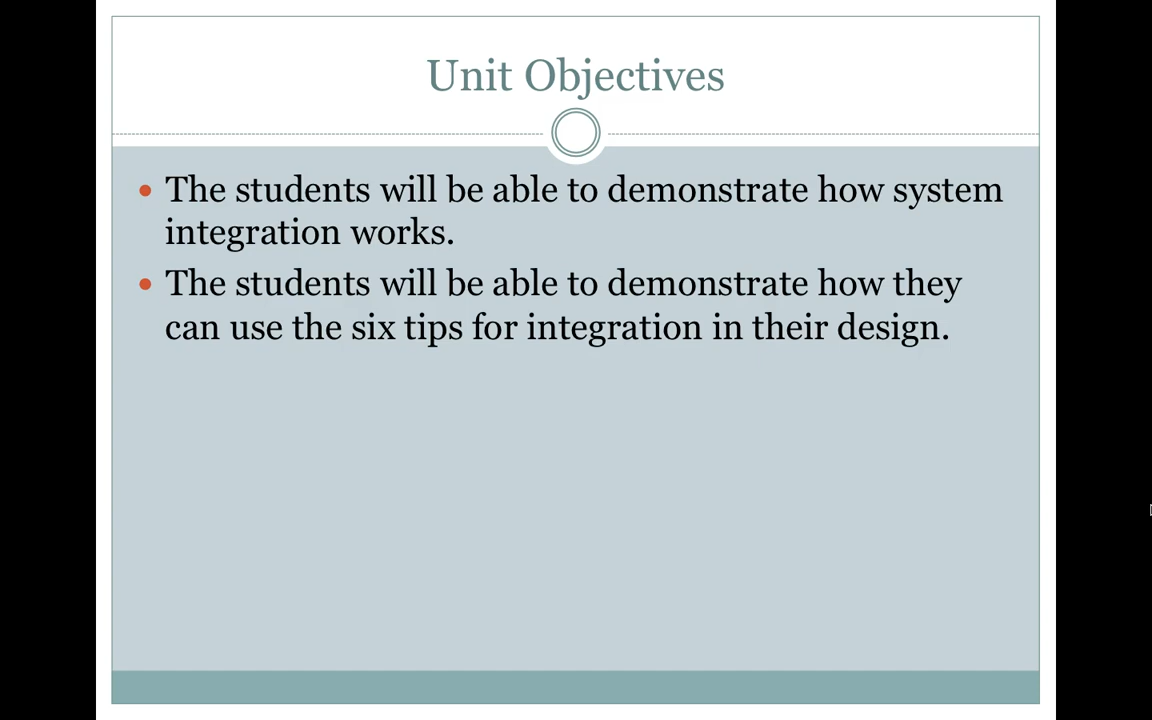 Unit Objectives
• The students will be able to demonstrate how system
integration works.
• The students will be able to demonstrate how they
can use the six tips for integration in their design.